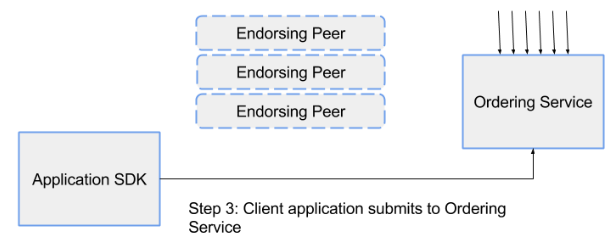 Endorsing Peer
Endorsing Peer
Endorsing Peer
Ordering Service
Application SDK
Step 3: Client application submits to Ordering
Service